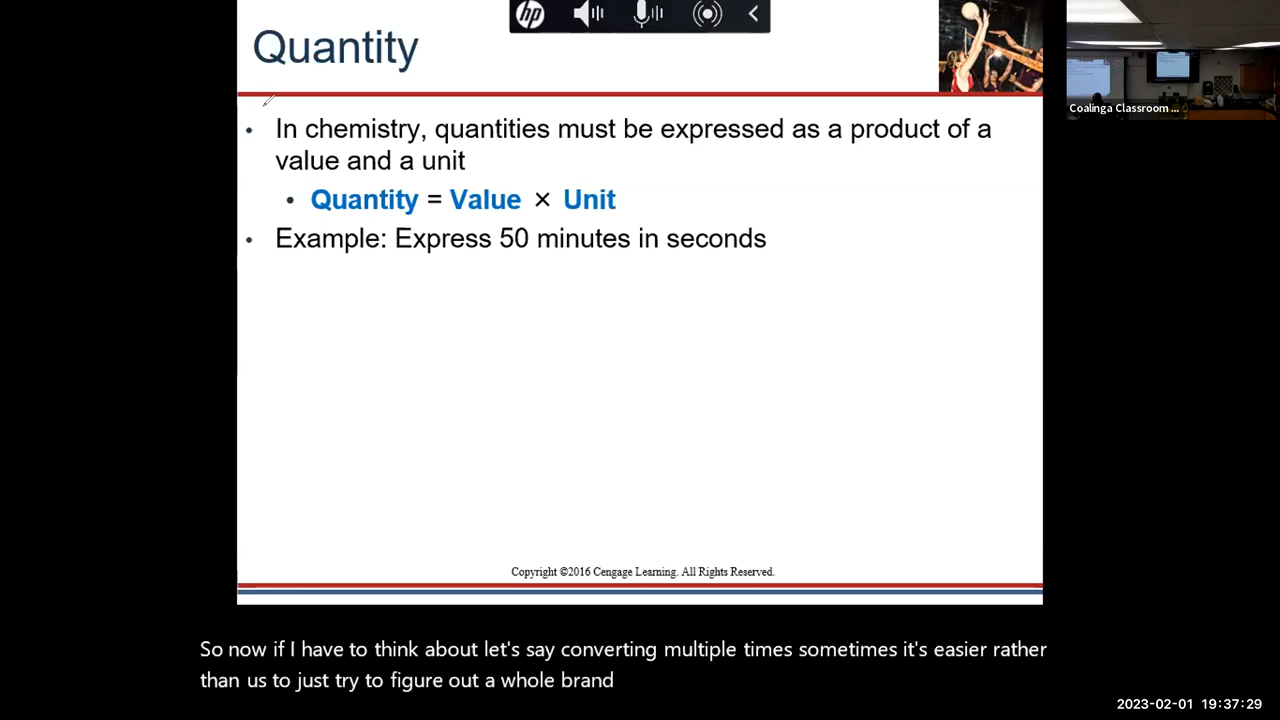 hp
Quantity
Coalinga Classroom ...
• In chemistry, quantities must be expressed as a product of a
value and a unit
• Quantity = Value × Unit
• Example: Express 50 minutes in seconds
Copyright ©2016 Cengage Learning. All Rights Reserved.
So now if I have to think about let's say converting multiple times sometimes it's easier rather
than us to just try to figure out a whole brand
2023-02-01 19:37:29